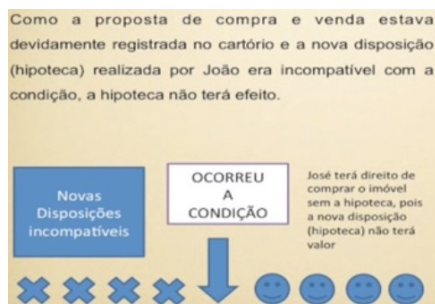 Como a proposta de compra e venda estava
devidamente registrada no cartório e a nova disposição
(hipoteca) realizada por João era incompatível com a
condição, a hipoteca não terá efeito.
Novas
Disposições
incompatíveis
OCORREU
A
CONDIÇÃO
José terá direito de
comprar o imóvel
sem a hipoteca, pois
a nova disposição
(hipoteca) não terá
valor